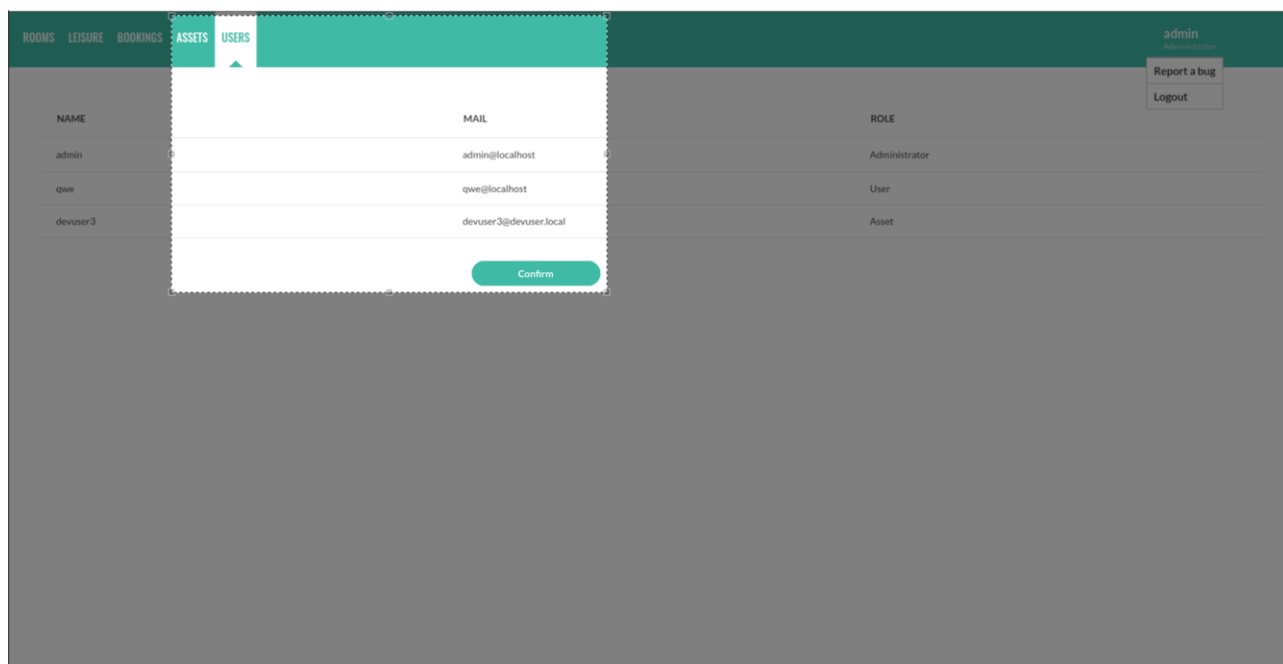 ROOMS LEISURE BOOKINGS ASSETS USERS admin
Administrator
Report a bug
Logout
NAME MAIL ROLE
admin admin@localhost Administrator
qwe qwe@localhost User
devuser3 devuser3@devuser.local Asset
Confirm